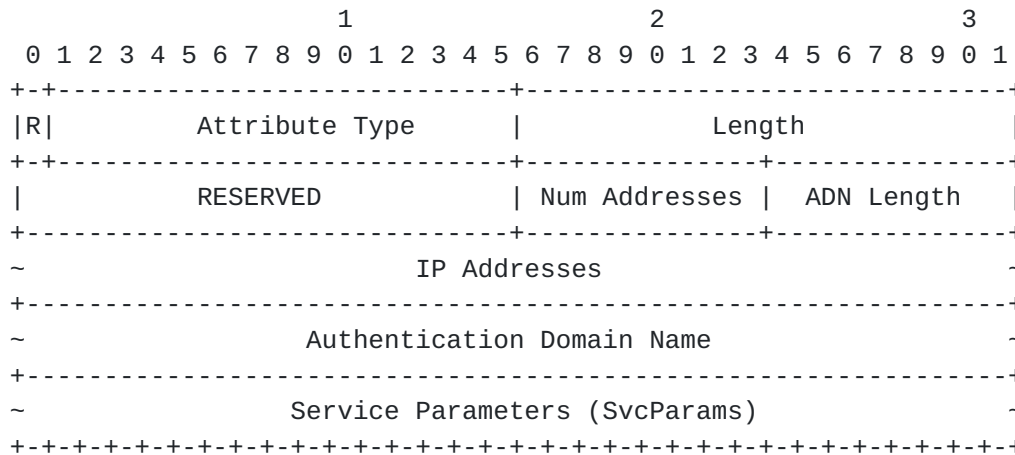 1                   2                   3
 0 1 2 3 4 5 6 7 8 9 0 1 2 3 4 5 6 7 8 9 0 1 2 3 4 5 6 7 8 9 0 1
+-+-----------------------------+-------------------------------+
|R|         Attribute Type      |            Length             |
+-+-----------------------------+---------------+---------------+
|           RESERVED            | Num Addresses |  ADN Length   |
+-------------------------------+---------------+---------------+
~                         IP Addresses                          ~
+---------------------------------------------------------------+
~                  Authentication Domain Name                   ~
+---------------------------------------------------------------+
~                 Service Parameters (SvcParams)                ~
+-+-+-+-+-+-+-+-+-+-+-+-+-+-+-+-+-+-+-+-+-+-+-+-+-+-+-+-+-+-+-+-+